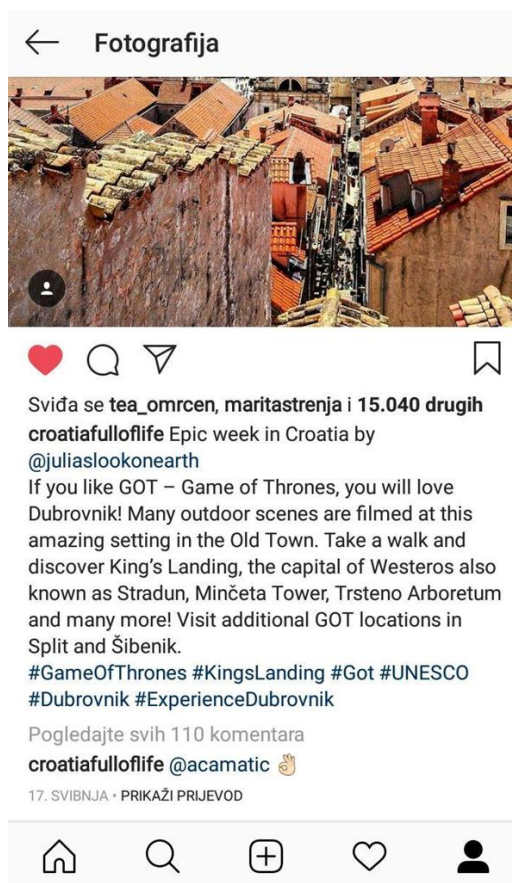 Fotografija
Sviđa se tea_omrcen, maritastrenja i 15.040 drugih
croatiafulloflife Epic week in Croatia by
@juliaslookonearth
If you like GOT – Game of Thrones, you will love
Dubrovnik! Many outdoor scenes are filmed at this
amazing setting in the Old Town. Take a walk and
discover King’s Landing, the capital of Westeros also
known as Stradun, Minčeta Tower, Trsteno Arboretum
and many more! Visit additional GOT locations in
Split and Šibenik.
#GameOfThrones #KingsLanding #Got #UNESCO
#Dubrovnik #ExperienceDubrovnik
Pogledajte svih 110 komentara
croatiafulloflife @acamatic 👌🏻
17. SVIBNJA • PRIKAŽI PRIJEVOD